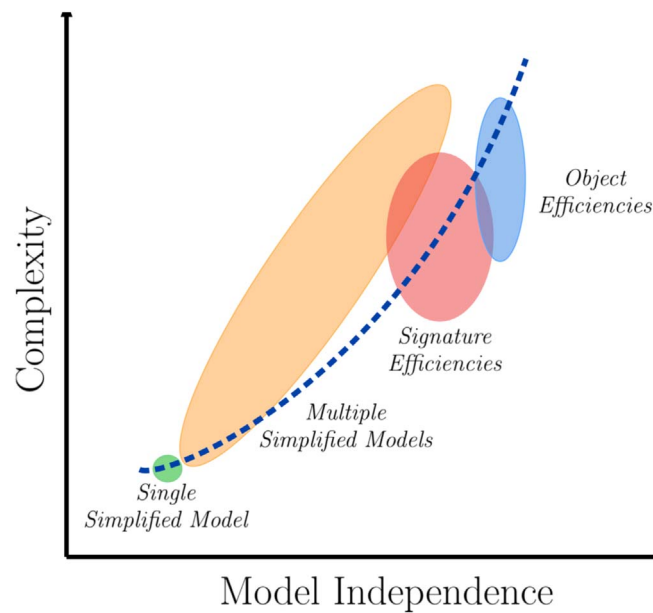 Complexity
Object
Efficiencies
Signature
Efficiencies
Multiple
Simplified Models
Single
Simplified Model
Model Independence